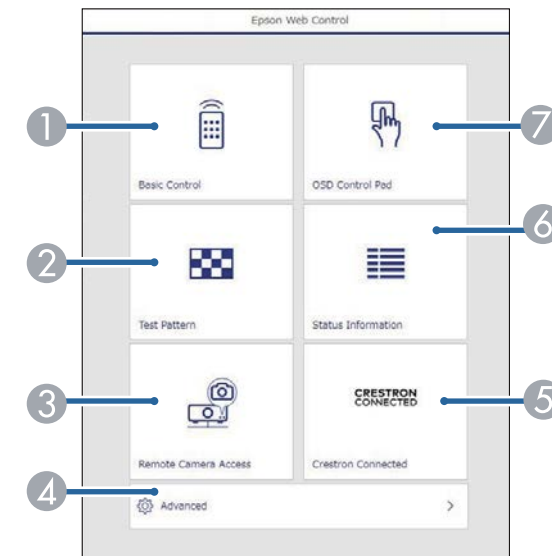 Epson Web Control
1
7
Basic Control
OSD Control Pad
2
6
Test Pattern
Status Information
3
CRESTRON
CONNECTED
5
Remote Camera Access
Crestron Connected
4
Advanced